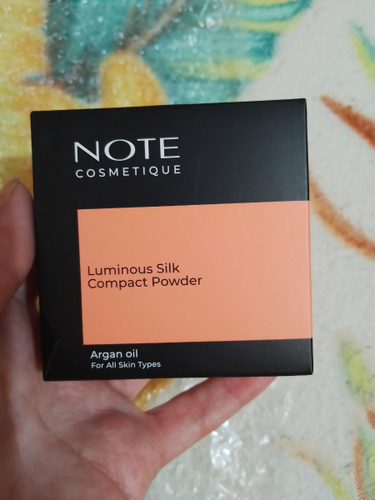 NOTE
COSMETIQUE
Luminous Silk
Compact Powder
Argan oil
For All Skin Types